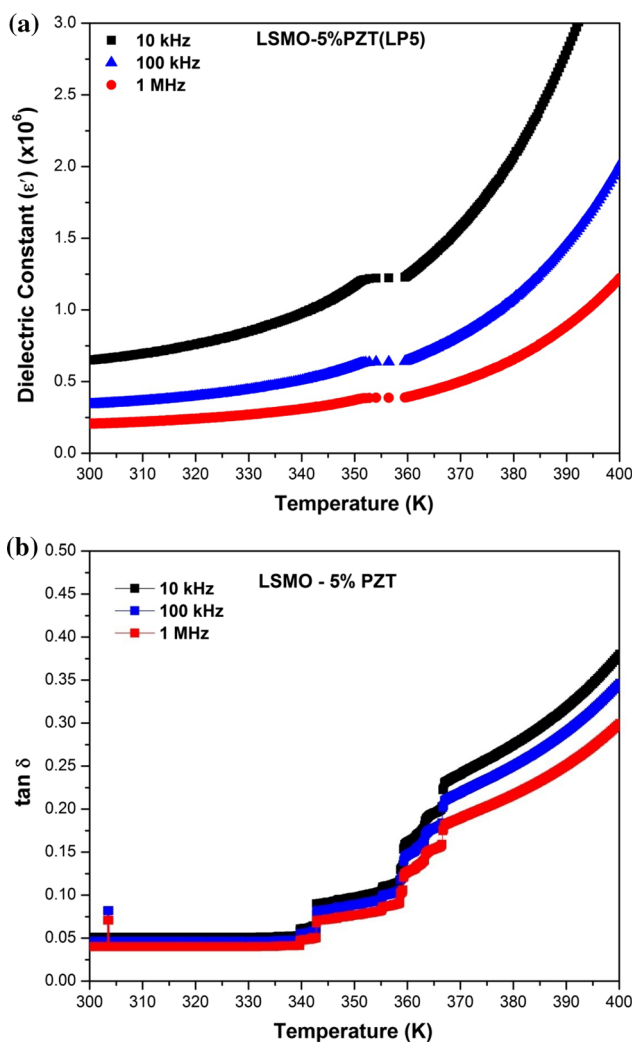 (a)
LSMO-5%PZT(LP5)
10 kHz
100 kHz
1 MHz
Dielectric Constant (ε') (x10⁶)
3.0
2.5
2.0
1.5
1.0
0.5
0.0
300 310 320 330 340 350 360 370 380 390 400
Temperature (K)
(b)
LSMO - 5% PZT
10 kHz
100 kHz
1 MHz
tan δ
0.50
0.45
0.40
0.35
0.30
0.25
0.20
0.15
0.10
0.05
0.00
300 310 320 330 340 350 360 370 380 390 400
Temperature (K)